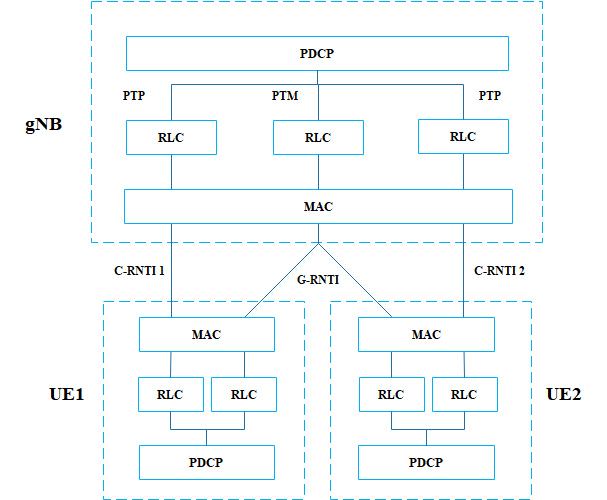 PDCP
PTP
PTM
PTP
gNB
RLC
RLC
RLC
MAC
C-RNTI 1
G-RNTI
C-RNTI 2
MAC
MAC
UE1
RLC
RLC
RLC
RLC
UE2
PDCP
PDCP